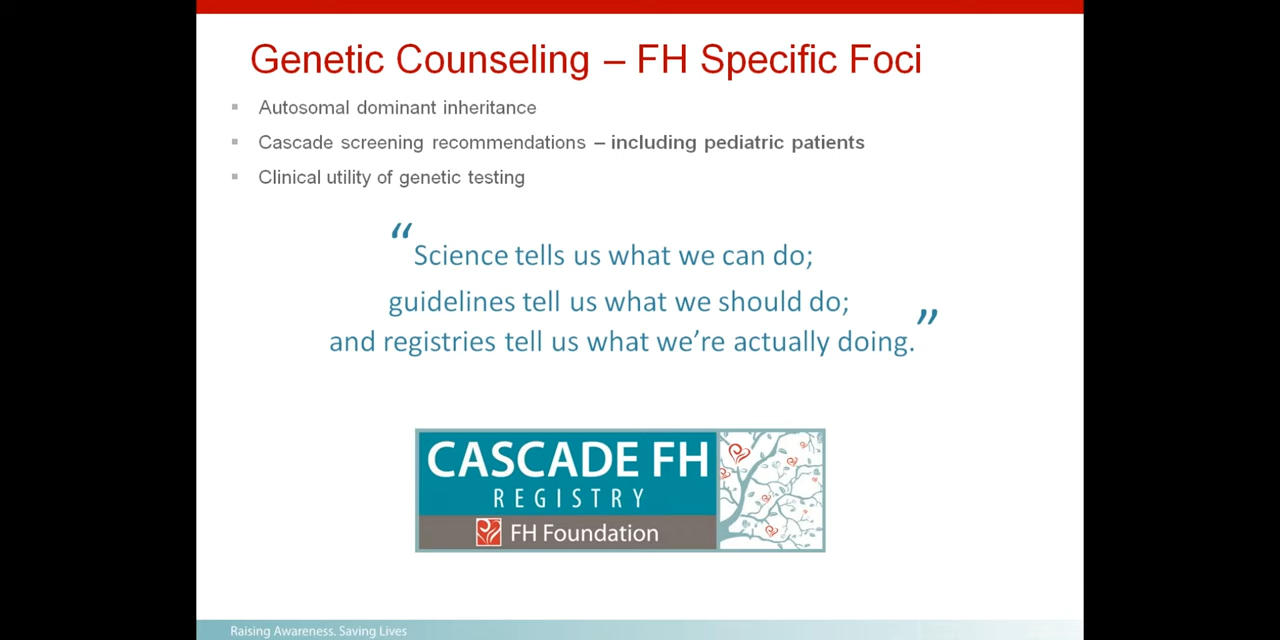 Genetic Counseling – FH Specific Foci
▪ Autosomal dominant inheritance
▪ Cascade screening recommendations – including pediatric patients
▪ Clinical utility of genetic testing
“Science tells us what we can do;
guidelines tell us what we should do;
and registries tell us what we’re actually doing.”
CASCADE FH
REGISTRY
FH Foundation
Raising Awareness. Saving Lives